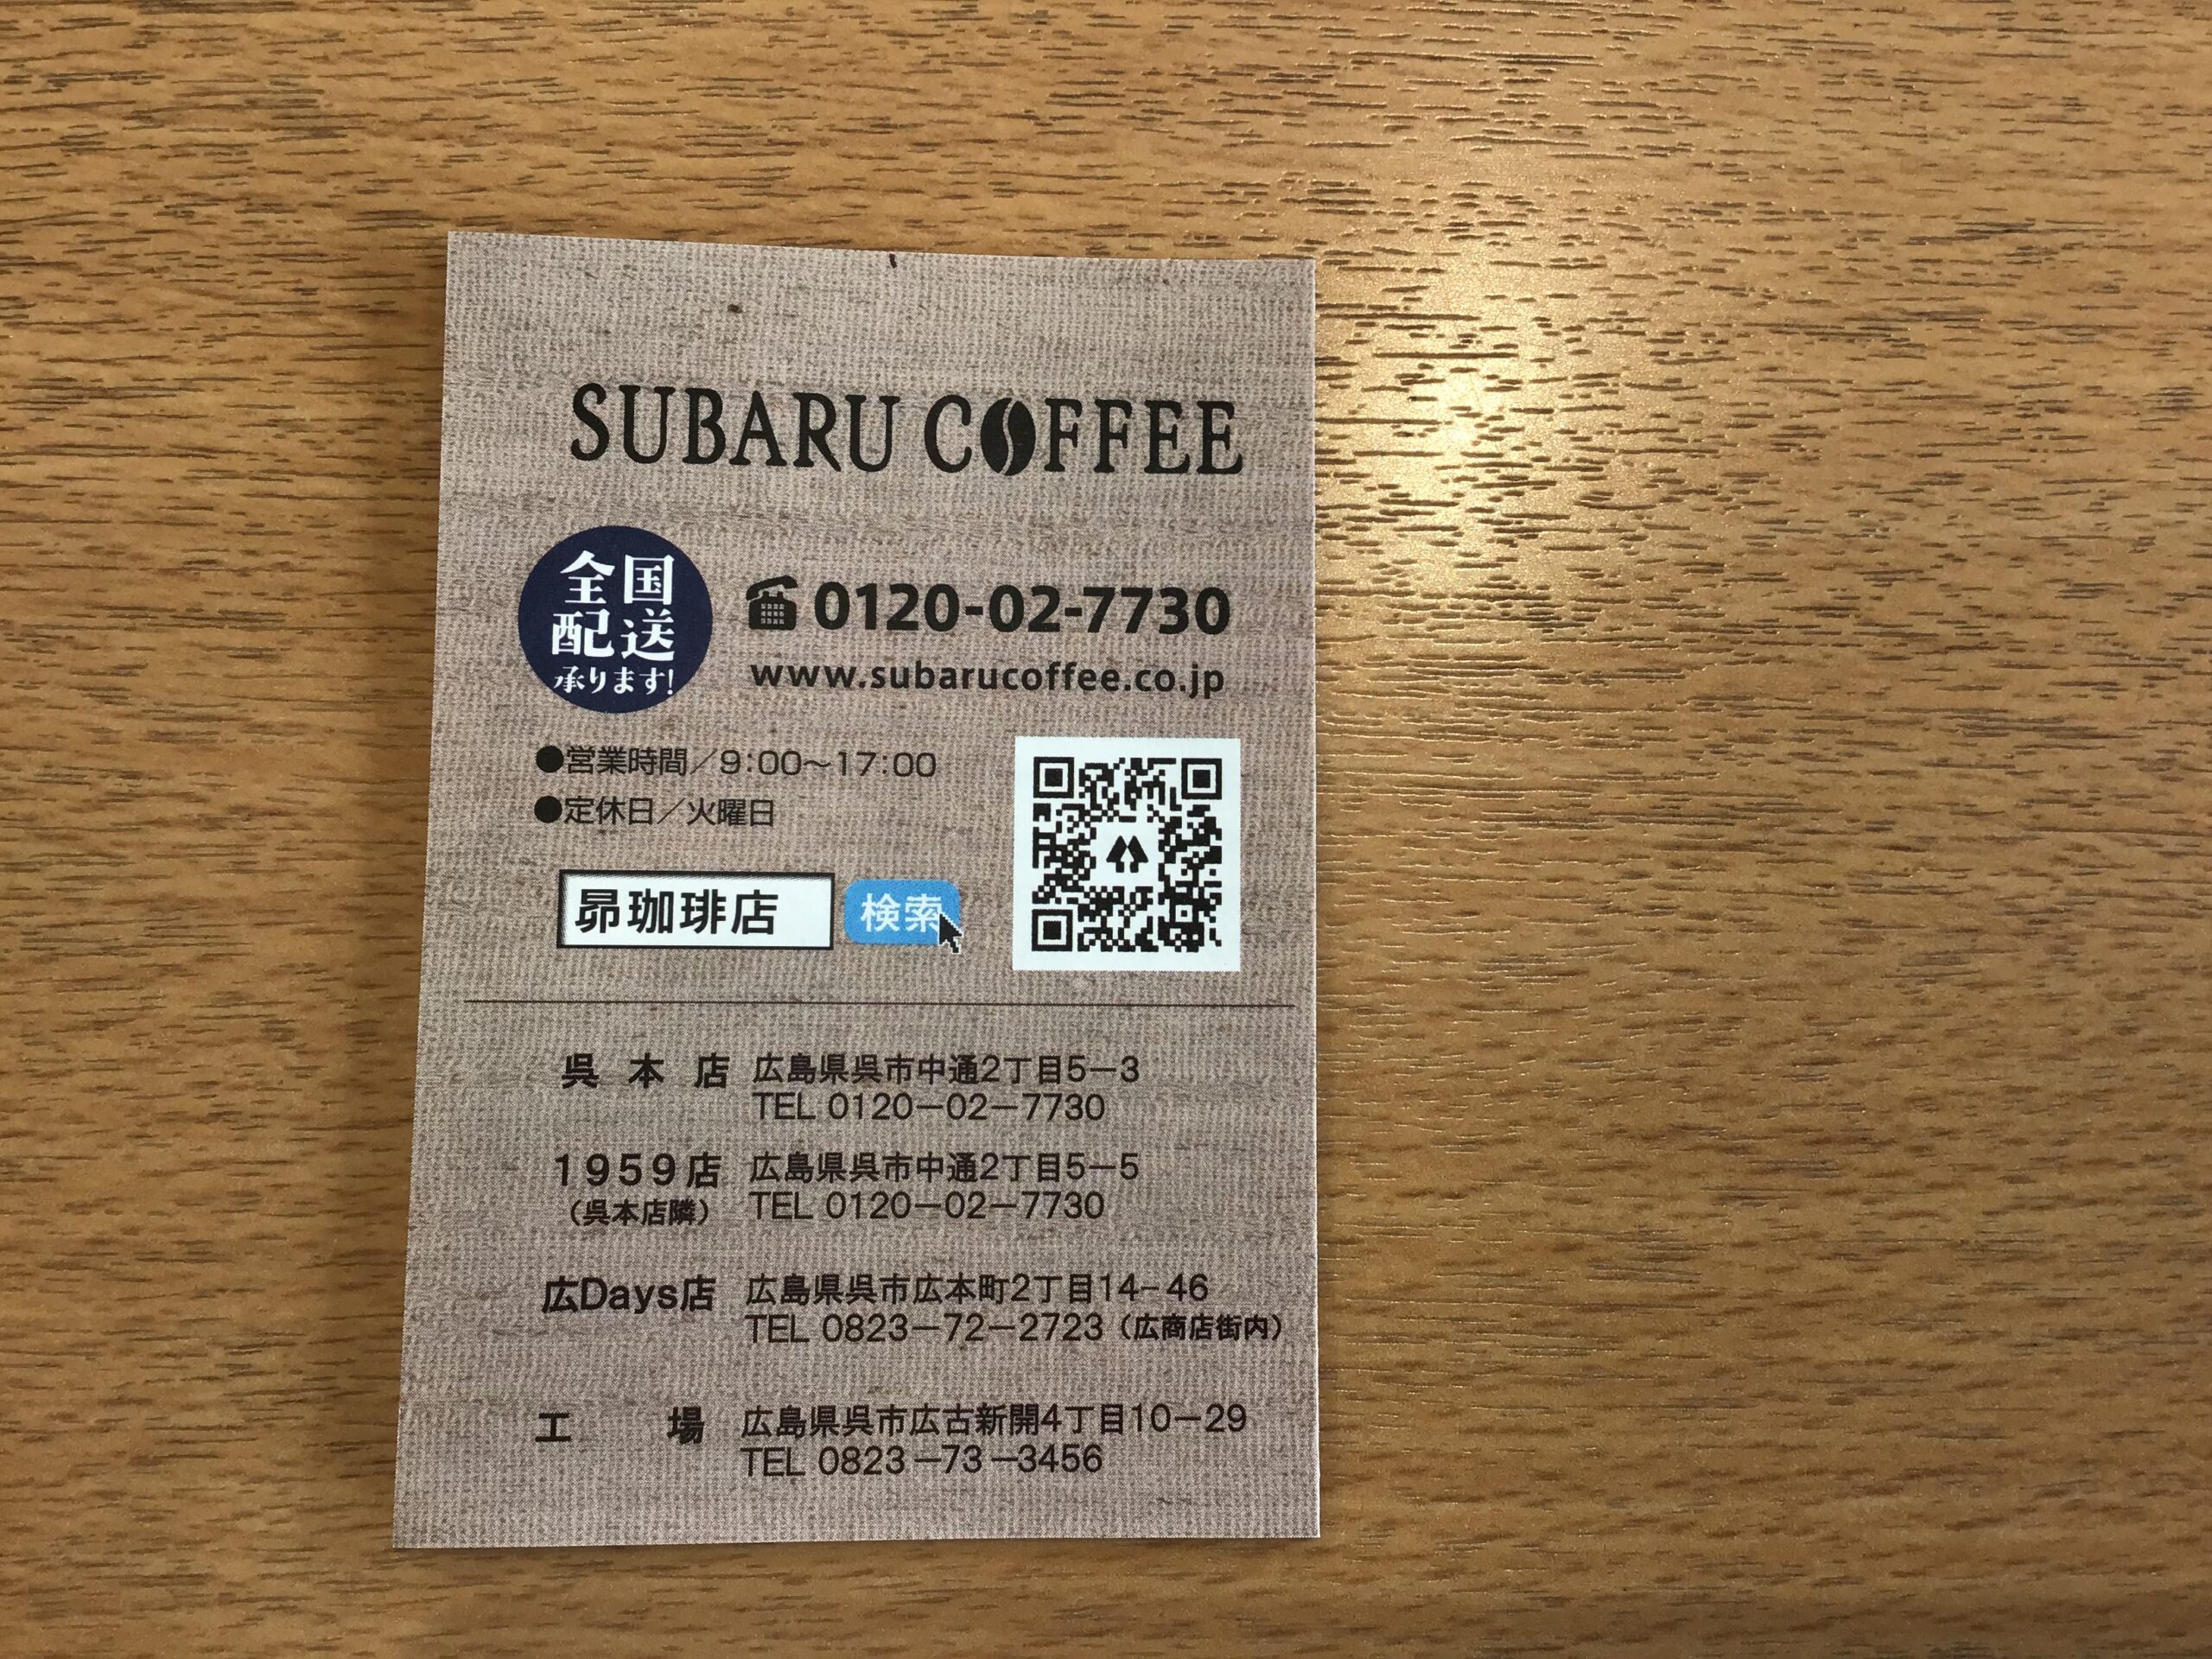 SUBARU COFFEE
全国
配送
承ります!
0120-02-7730
www.subarucoffee.co.jp
●営業時間／9:00～17:00
●定休日／火曜日
昴珈琲店 検索
呉本店 広島県呉市中通2丁目5－3
TEL 0120－02－7730
1959店 広島県呉市中通2丁目5－5
（呉本店隣） TEL 0120－02－7730
広Days店 広島県呉市広本町2丁目14-46
TEL 0823－72－2723（広商店街内）
工場 広島県呉市広古新開4丁目10－29
TEL 0823－73－3456